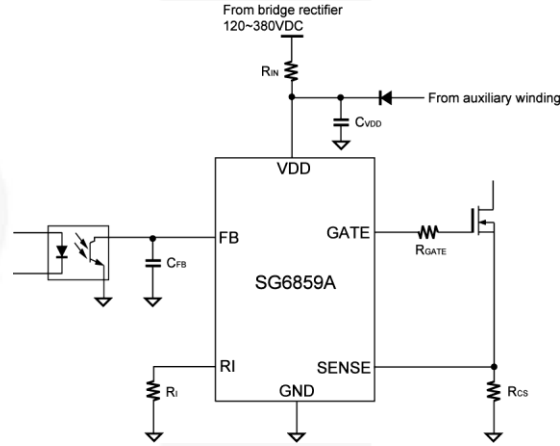 From bridge rectifier
120~380VDC
RIN
From auxiliary winding
CVDD
VDD
FB
GATE
RGATE
CFB
SG6859A
RI
RI
SENSE
RCS
GND